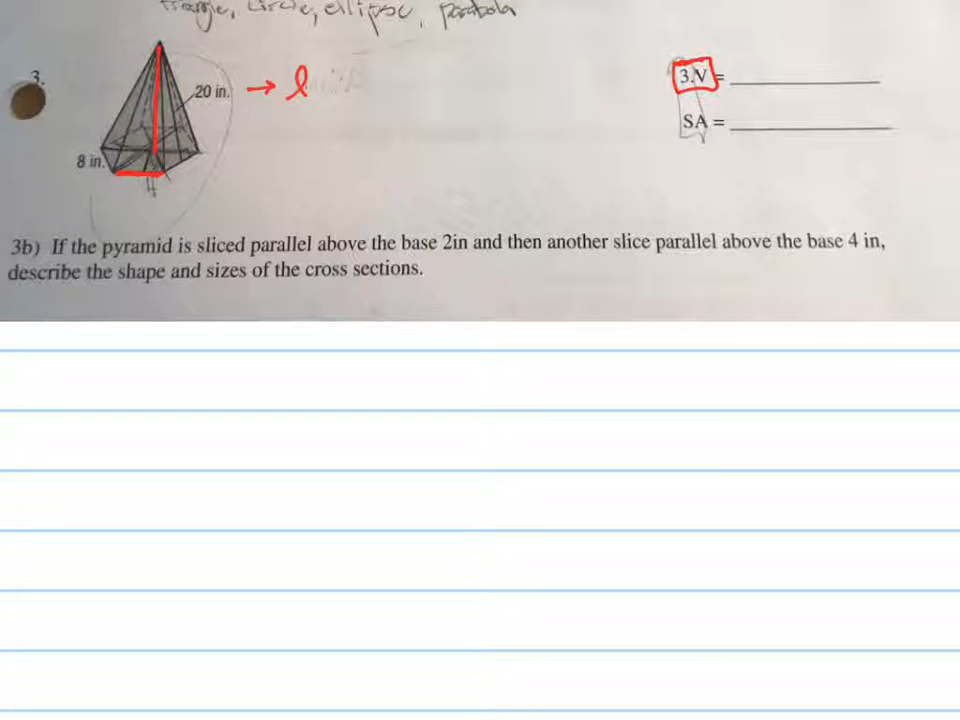 triangle, circle, ellipse, parabola
3.
20 in. → l
3.V =
8 in.
SA =
3b) If the pyramid is sliced parallel above the base 2in and then another slice parallel above the base 4 in,
describe the shape and sizes of the cross sections.